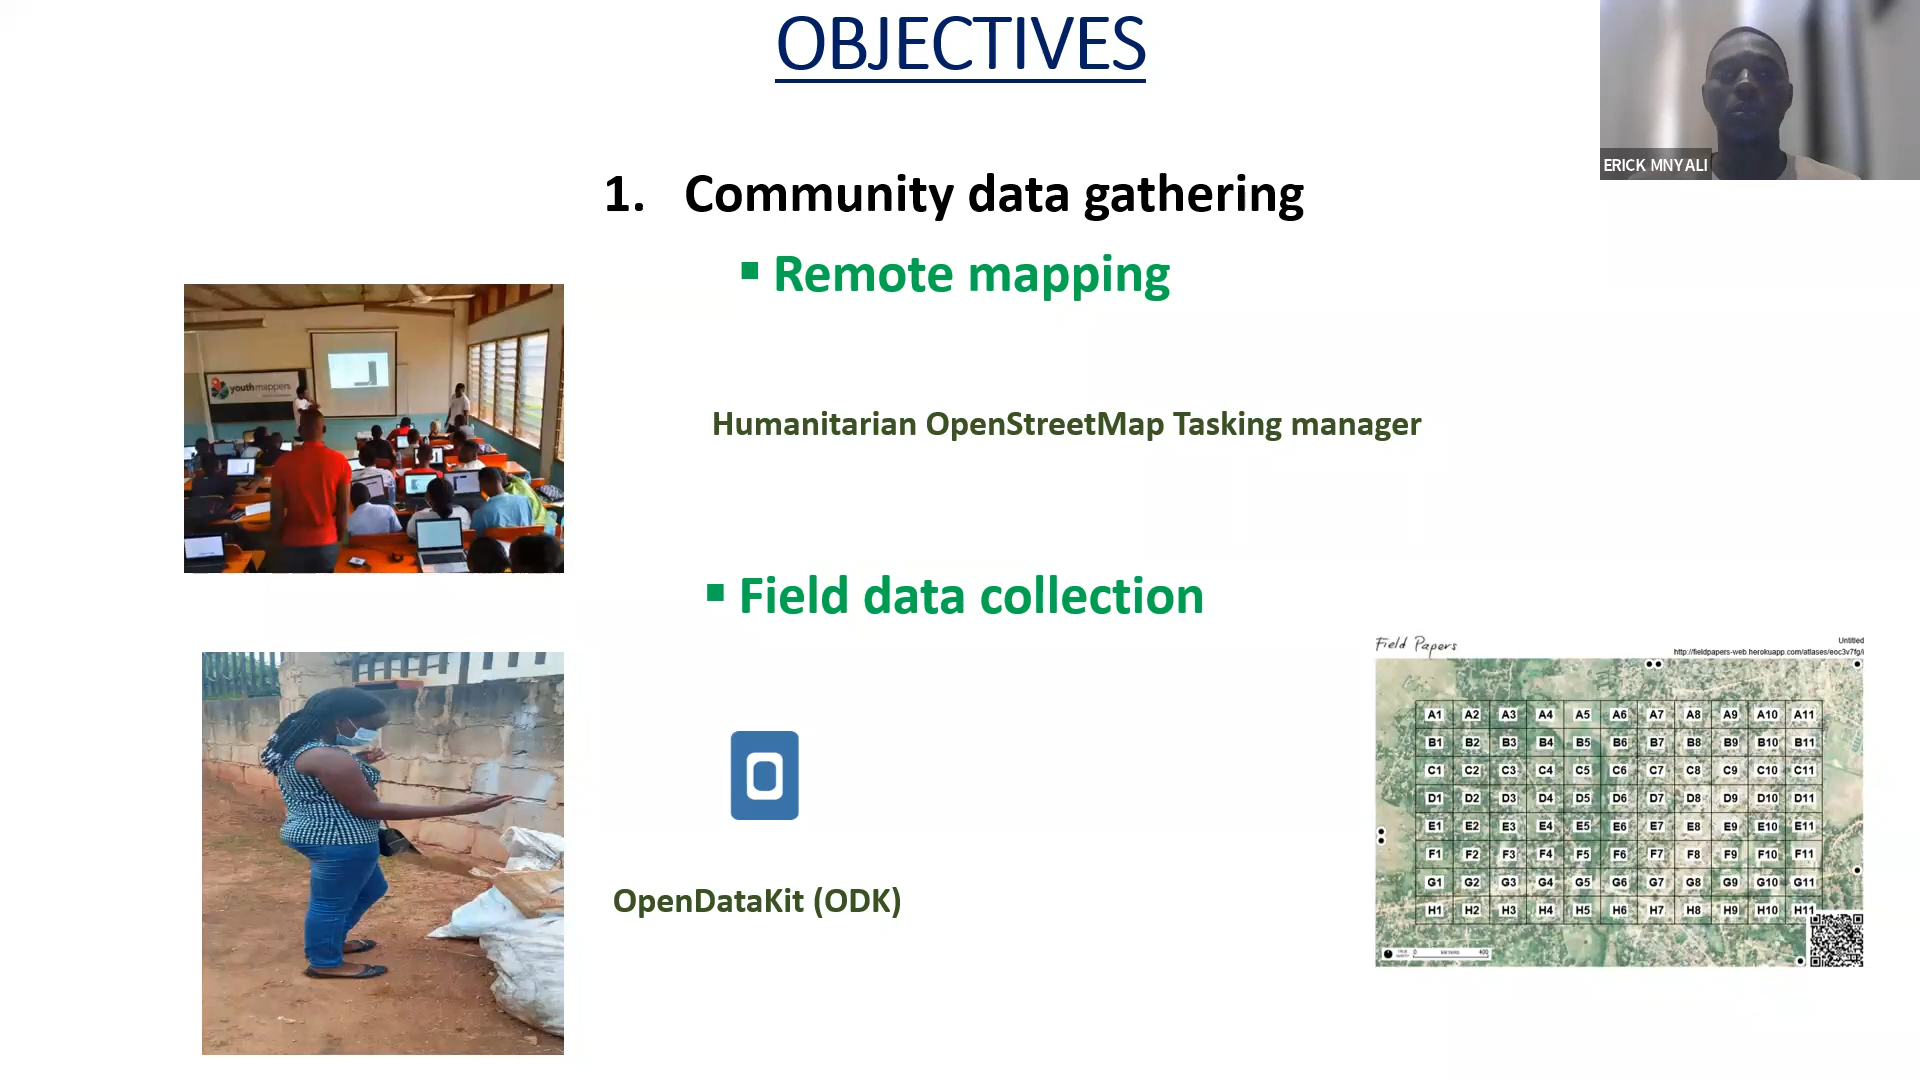 OBJECTIVES
ERICK MNYALI
1. Community data gathering
▪ Remote mapping
youthmappers
Humanitarian OpenStreetMap Tasking manager
▪ Field data collection
Field Papers
Untitled
http://fieldpapers-web.herokuapp.com/atlases/eoc3v7fg/i
A1 A2 A3 A4 A5 A6 A7 A8 A9 A10 A11
B1 B2 B3 B4 B5 B6 B7 B8 B9 B10 B11
C1 C2 C3 C4 C5 C6 C7 C8 C9 C10 C11
D1 D2 D3 D4 D5 D6 D7 D8 D9 D10 D11
E1 E2 E3 E4 E5 E6 E7 E8 E9 E10 E11
F1 F2 F3 F4 F5 F6 F7 F8 F9 F10 F11
G1 G2 G3 G4 G5 G6 G7 G8 G9 G10 G11
H1 H2 H3 H4 H5 H6 H7 H8 H9 H10 H11
0 400
OpenDataKit (ODK)